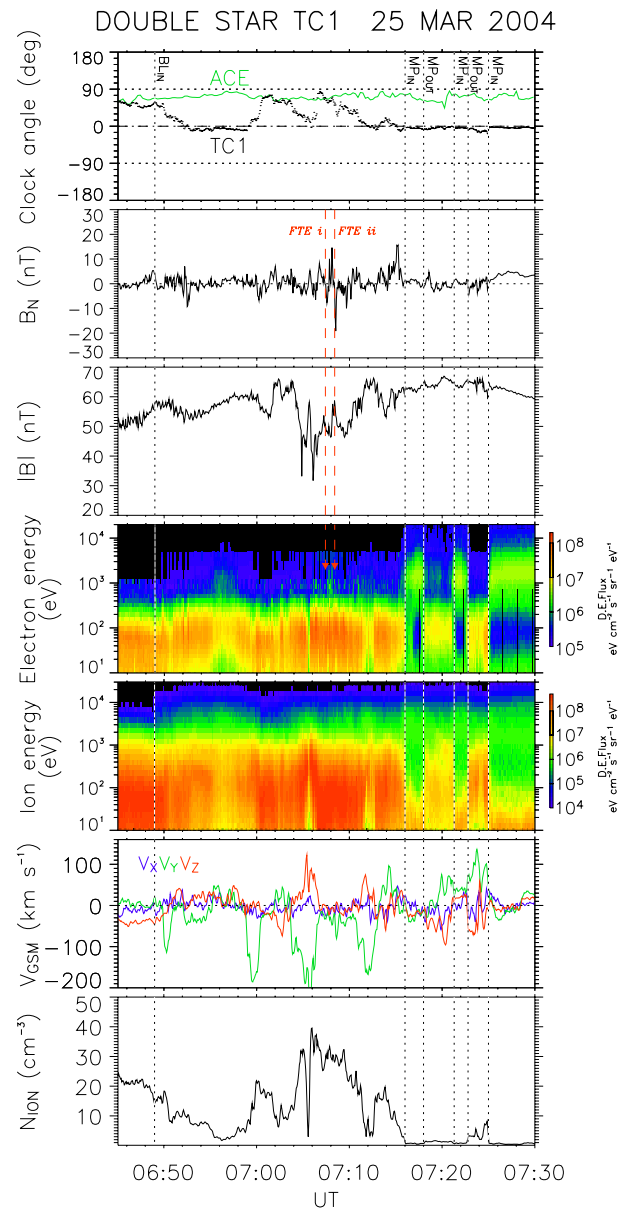 DOUBLE STAR TC1 25 MAR 2004
BL_IN MP_IN MP_out MP_IN MP_out MP_IN
Clock angle (deg)
180
90
0
-90
-180
ACE
TC1
B_N (nT)
30
20
10
0
-10
-20
-30
FTE i FTE ii
|B| (nT)
70
60
50
40
30
20
Electron energy (eV)
10^4
10^3
10^2
10^1
10^8
10^7
10^6
10^5
D.E.Flux
eV cm^-2 s^-1 sr^-1 eV^-1
Ion energy (eV)
10^4
10^3
10^2
10^1
10^8
10^7
10^6
10^5
10^4
D.E.Flux
eV cm^-2 s^-1 sr^-1 eV^-1
V_GSM (km s^-1)
100
0
-100
-200
V_X V_Y V_Z
N_ION (cm^-3)
50
40
30
20
10
06:50 07:00 07:10 07:20 07:30
UT